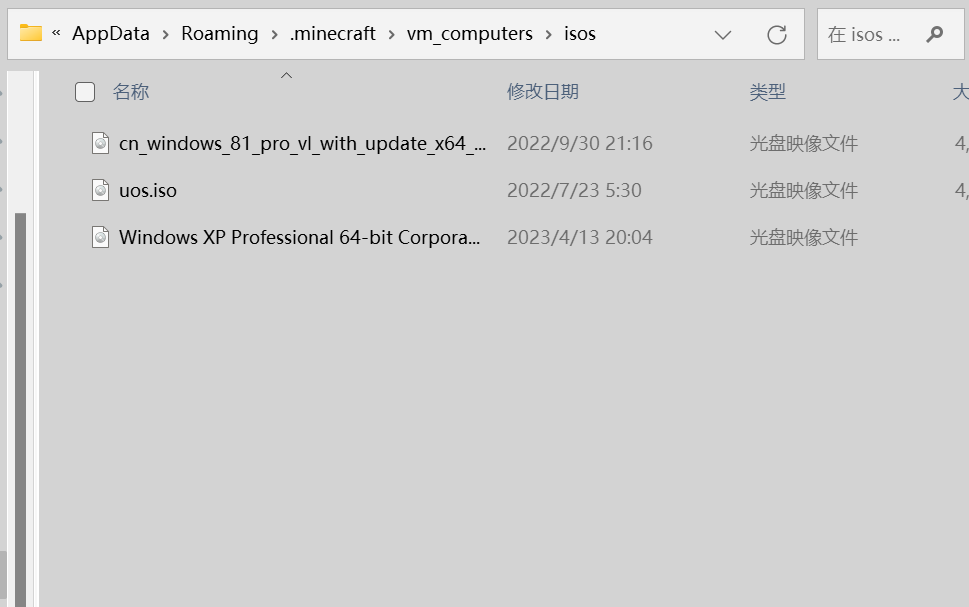 « AppData › Roaming › .minecraft › vm_computers › isos
在 isos ...
名称 修改日期 类型 大
cn_windows_81_pro_vl_with_update_x64_... 2022/9/30 21:16 光盘映像文件 4,
uos.iso 2022/7/23 5:30 光盘映像文件 4,
Windows XP Professional 64-bit Corpora... 2023/4/13 20:04 光盘映像文件